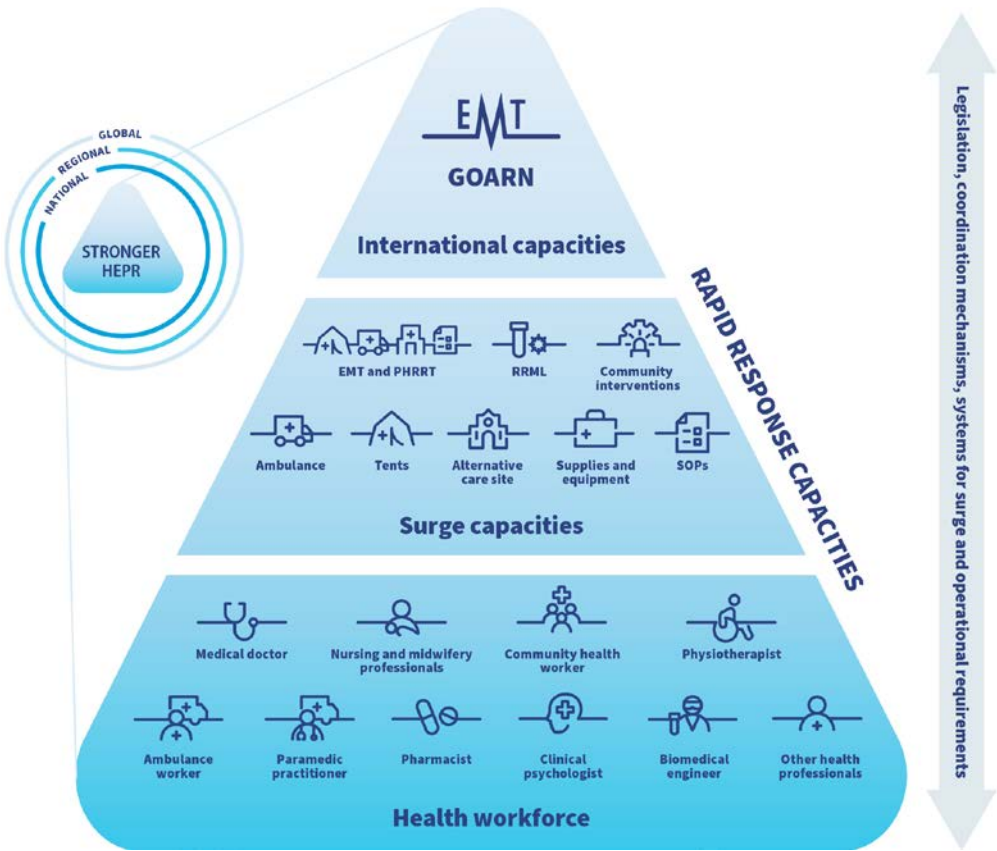 EMT
GOARN
International capacities
GLOBAL
REGIONAL
NATIONAL
STRONGER
HEPR
RAPID RESPONSE CAPACITIES
Legislation, coordination mechanisms, systems for surge and operational requirements
EMT and PHRRT
RRML
Community
interventions
Ambulance
Tents
Alternative
care site
Supplies and
equipment
SOPs
Surge capacities
Medical doctor
Nursing and midwifery
professionals
Community health
worker
Physiotherapist
Ambulance
worker
Paramedic
practitioner
Pharmacist
Clinical
psychologist
Biomedical
engineer
Other health
professionals
Health workforce